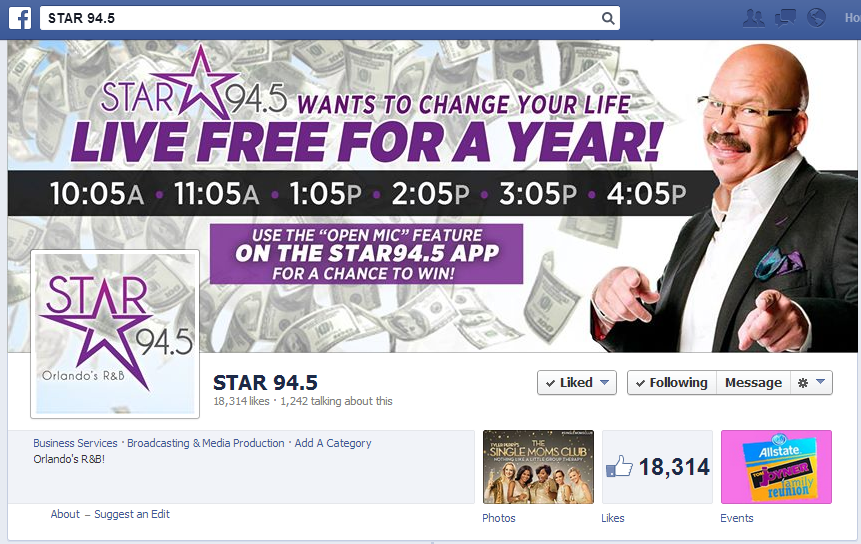 STAR 94.5
Ho
STAR 94.5 WANTS TO CHANGE YOUR LIFE
LIVE FREE FOR A YEAR!
10:05A • 11:05A • 1:05P • 2:05P • 3:05P • 4:05P
USE THE "OPEN MIC" FEATURE
ON THE STAR94.5 APP
FOR A CHANCE TO WIN!
STAR
94.5
Orlando's R&B
STAR 94.5
18,314 likes · 1,242 talking about this
Liked
Following
Message
Business Services · Broadcasting & Media Production · Add A Category
Orlando's R&B!
About – Suggest an Edit
TYLER PERRY'S
THE
SINGLE MOMS CLUB
NOTHING LIKE A LITTLE GROUP THERAPY
Photos
18,314
Likes
Allstate
TOM JOYNER
family
reunion
Events